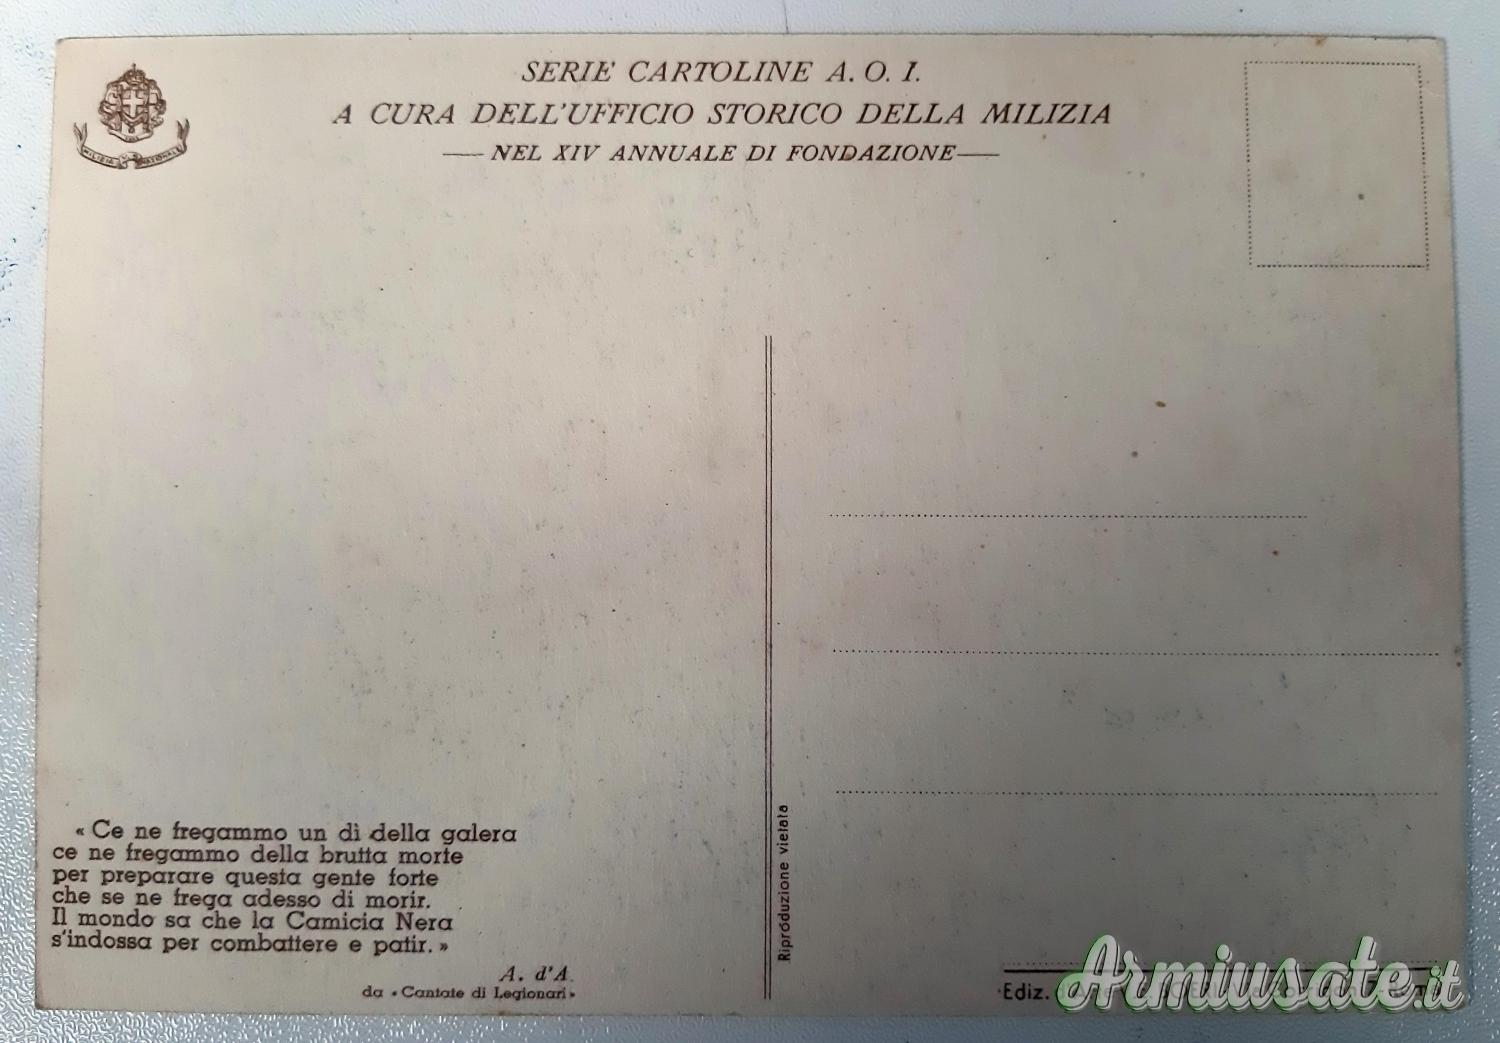 SERIE CARTOLINE A. O. I.
A CURA DELL'UFFICIO STORICO DELLA MILIZIA
NEL XIV ANNUALE DI FONDAZIONE
MILIZIA NAZIONALE
« Ce ne fregammo un dì della galera
ce ne fregammo della brutta morte
per preparare questa gente forte
che se ne frega adesso di morir.
Il mondo sa che la Camicia Nera
s'indossa per combattere e patir. »
A. d'A.
da « Cantate di Legionari »
Riproduzione vietata
Ediz.
Armiusate.it